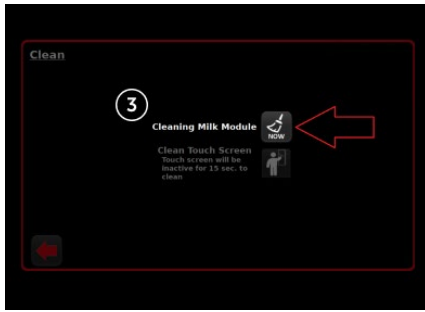 Clean
3
Cleaning Milk Module
NOW
Clean Touch Screen
Touch screen will be
inactive for 15 sec. to
clean